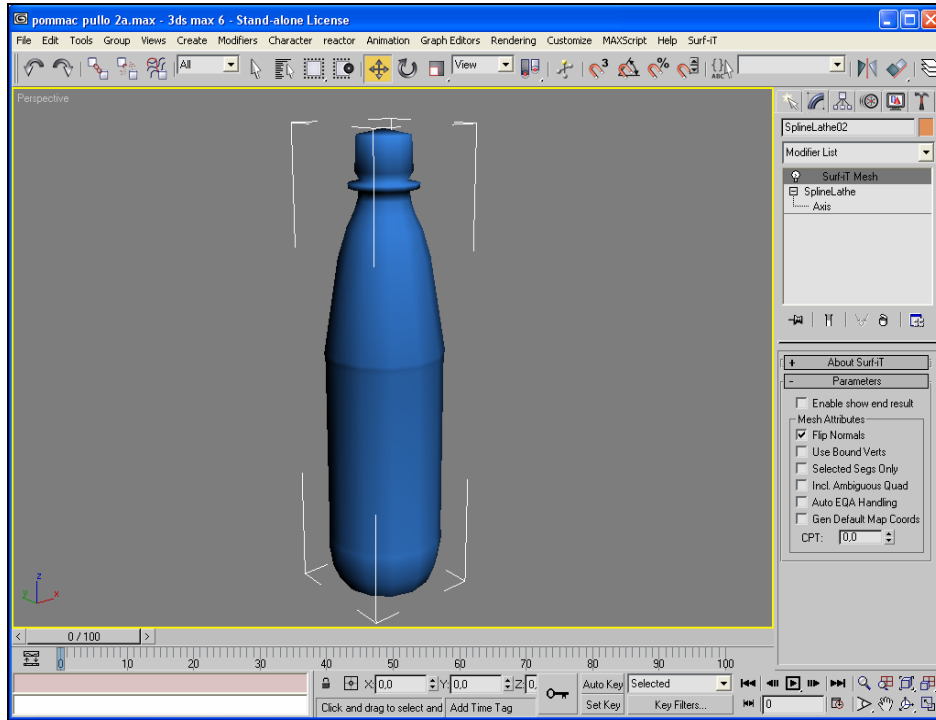 pommac pullo 2a.max - 3ds max 6 - Stand-alone License
File Edit Tools Group Views Create Modifiers Character reactor Animation Graph Editors Rendering Customize MAXScript Help Surf-iT
All
View
3
%
ABC
Perspective
SplineLathe02
Modifier List
Surf-iT Mesh
SplineLathe
Axis
+ About Surf-iT
- Parameters
Enable show end result
Mesh Attributes
Flip Normals
Use Bound Verts
Selected Segs Only
Incl. Ambiguous Quad
Auto EQA Handling
Gen Default Map Coords
CPT: 0,0
z
y x
< 0 / 100 >
0 10 20 30 40 50 60 70 80 90 100
X: 0,0 Y: 0,0 Z: 0, Auto Key Selected
Click and drag to select and Add Time Tag Set Key Key Filters... 0